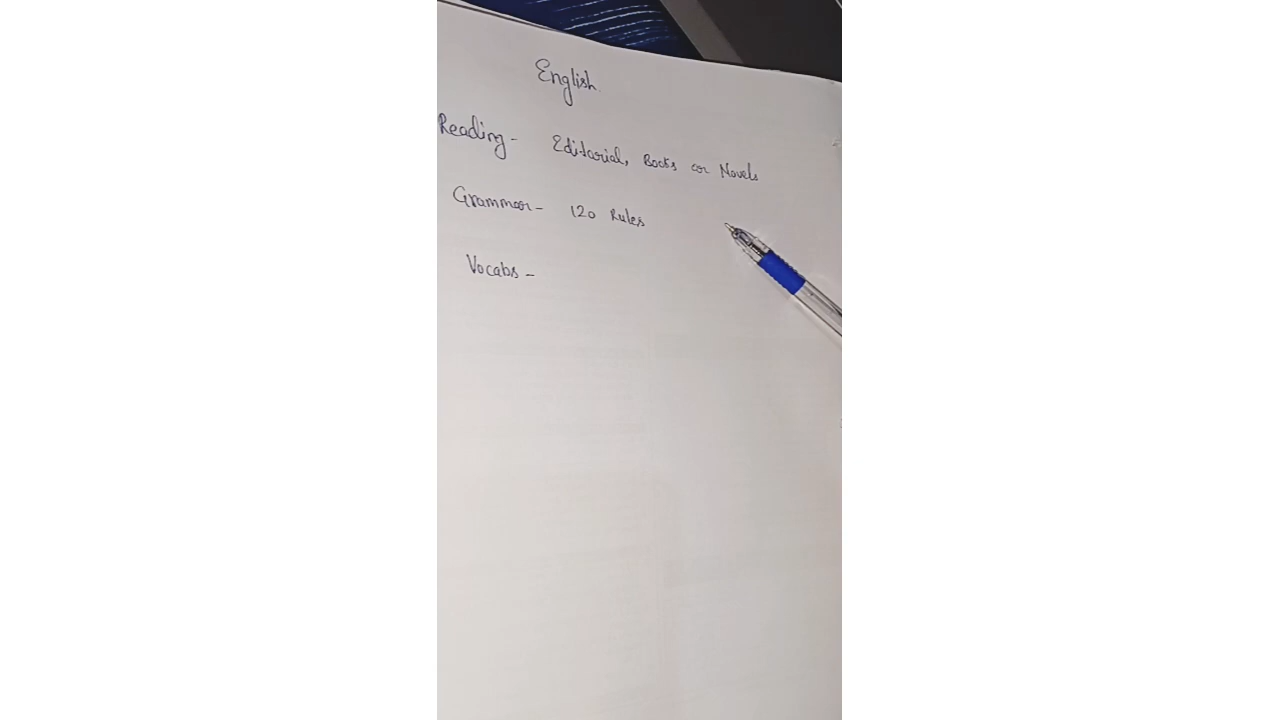 English
Reading - Editorial, Books or Novels
Grammar - 120 Rules
Vocabs -